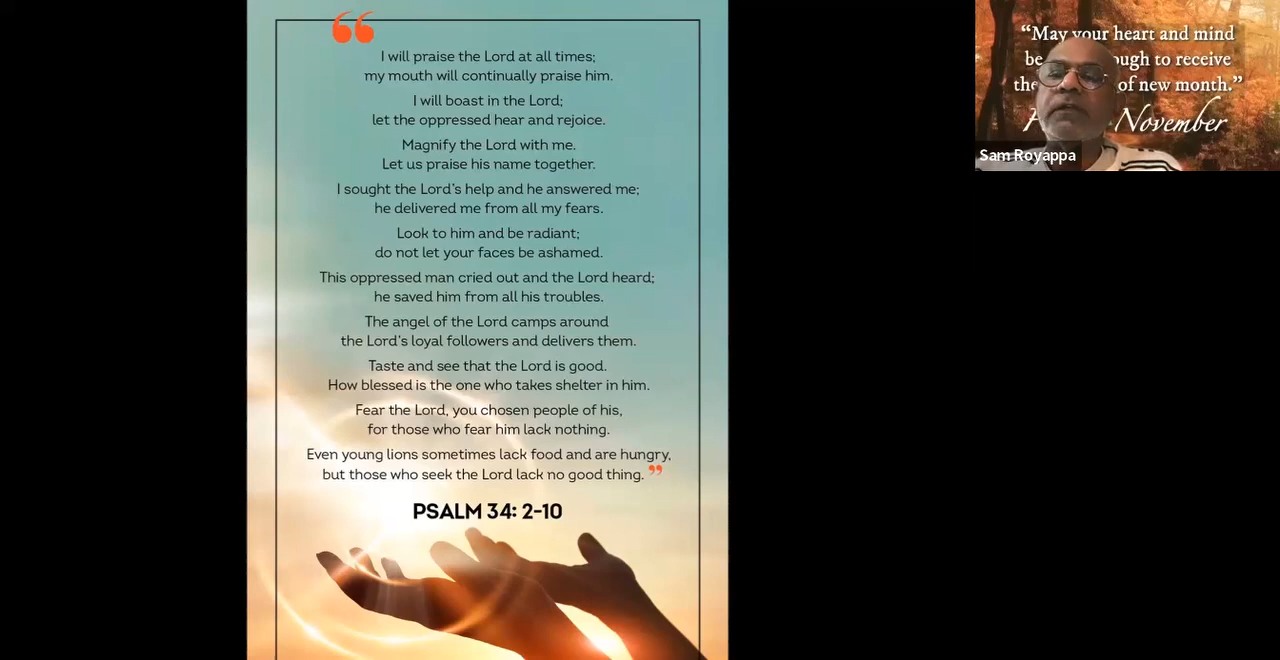 “
I will praise the Lord at all times;
my mouth will continually praise him.
I will boast in the Lord;
let the oppressed hear and rejoice.
Magnify the Lord with me.
Let us praise his name together.
I sought the Lord’s help and he answered me;
he delivered me from all my fears.
Look to him and be radiant;
do not let your faces be ashamed.
This oppressed man cried out and the Lord heard;
he saved him from all his troubles.
The angel of the Lord camps around
the Lord’s loyal followers and delivers them.
Taste and see that the Lord is good.
How blessed is the one who takes shelter in him.
Fear the Lord, you chosen people of his,
for those who fear him lack nothing.
Even young lions sometimes lack food and are hungry,
but those who seek the Lord lack no good thing. ”
PSALM 34: 2-10
“May your heart and mind
be to receive
of new month.”
November
Sam Royappa